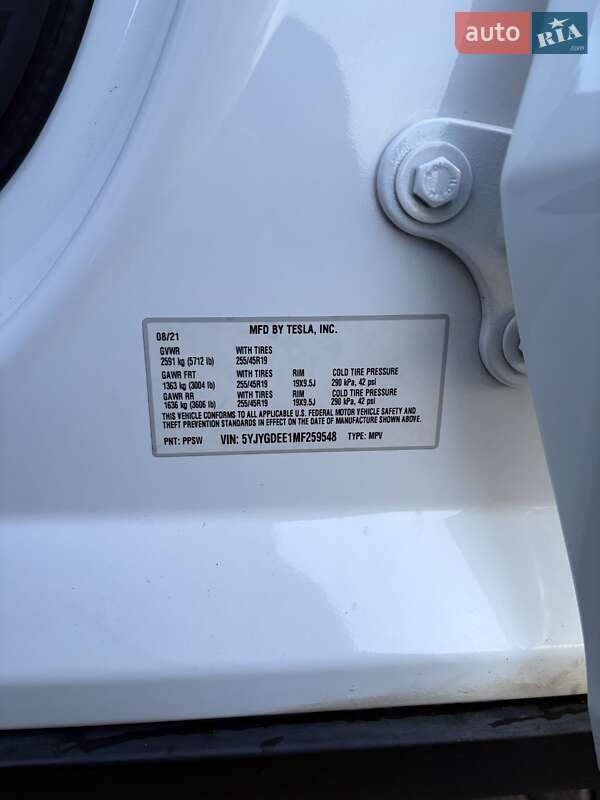 auto RIA .com
08/21 MFD BY TESLA, INC.
GVWR WITH TIRES
2591 kg (5712 lb) 255/45R19
GAWR FRT WITH TIRES RIM COLD TIRE PRESSURE
1363 kg (3004 lb) 255/45R19 19X9.5J 290 kPa, 42 psi
GAWR RR WITH TIRES RIM COLD TIRE PRESSURE
1636 kg (3606 lb) 255/45R19 19X9.5J 290 kPa, 42 psi
THIS VEHICLE CONFORMS TO ALL APPLICABLE U.S. FEDERAL MOTOR VEHICLE SAFETY AND
THEFT PREVENTION STANDARDS IN EFFECT ON THE DATE OF MANUFACTURE SHOWN ABOVE.
PNT: PPSW VIN: 5YJYGDEE1MF259548 TYPE: MPV